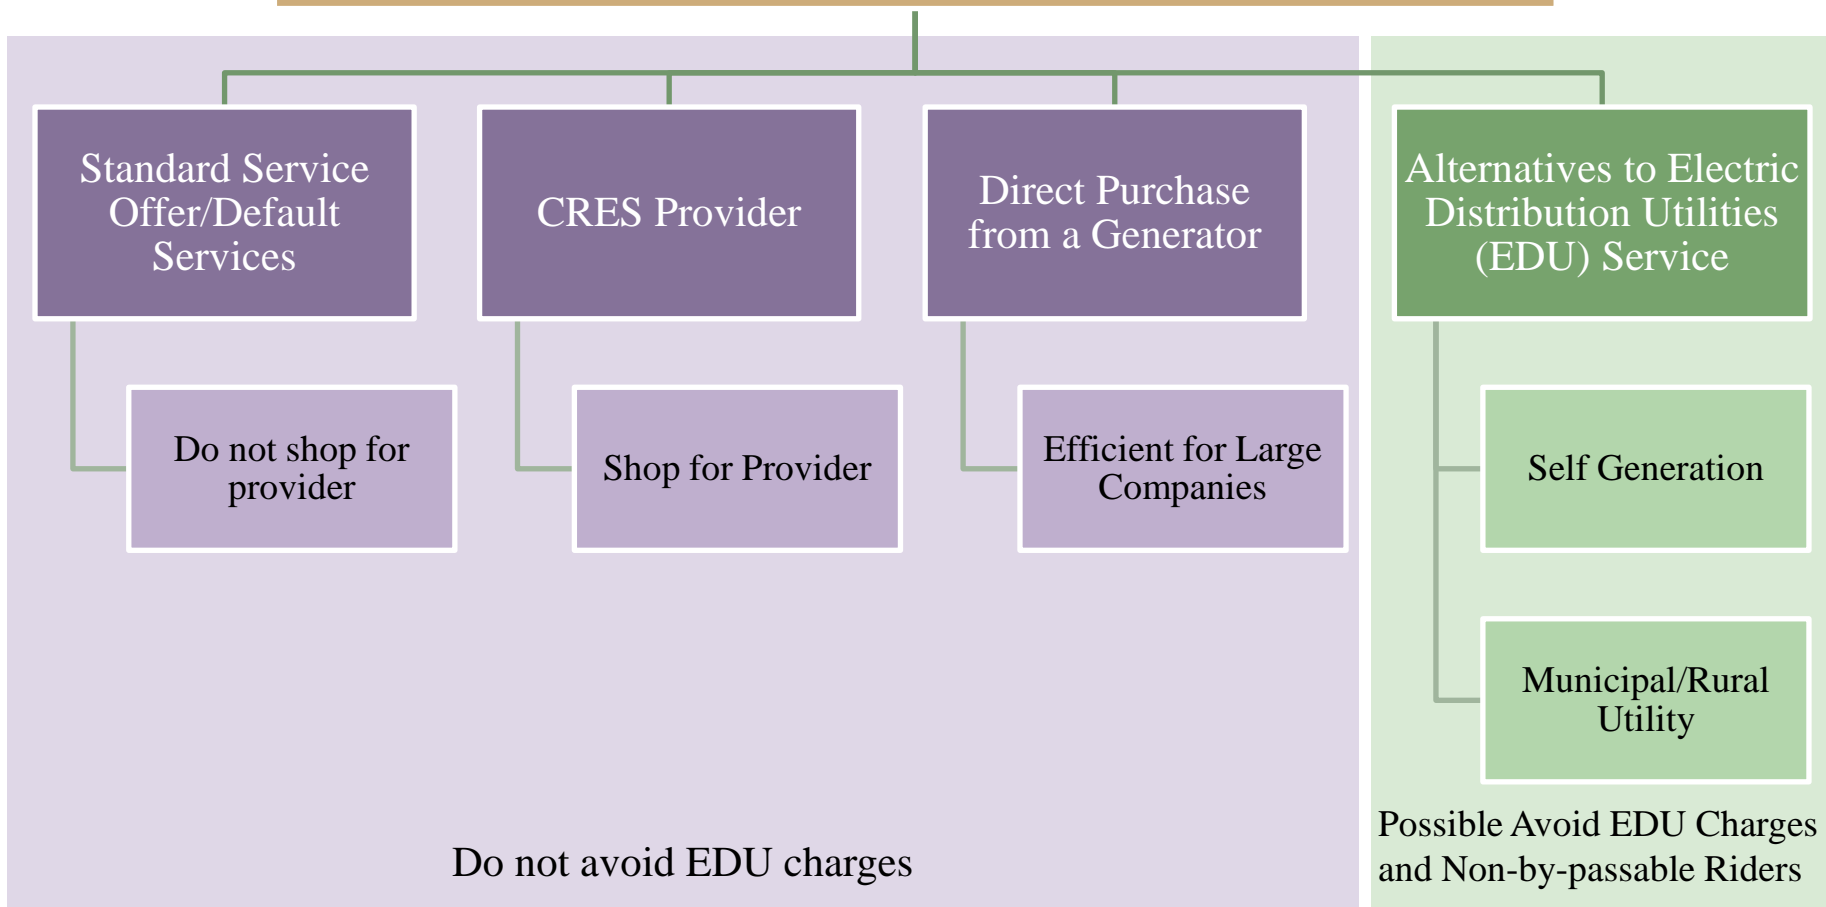 Standard Service
Offer/Default
Services
CRES Provider
Direct Purchase
from a Generator
Alternatives to Electric
Distribution Utilities
(EDU) Service
Do not shop for
provider
Shop for Provider
Efficient for Large
Companies
Self Generation
Municipal/Rural
Utility
Do not avoid EDU charges
Possible Avoid EDU Charges
and Non-by-passable Riders